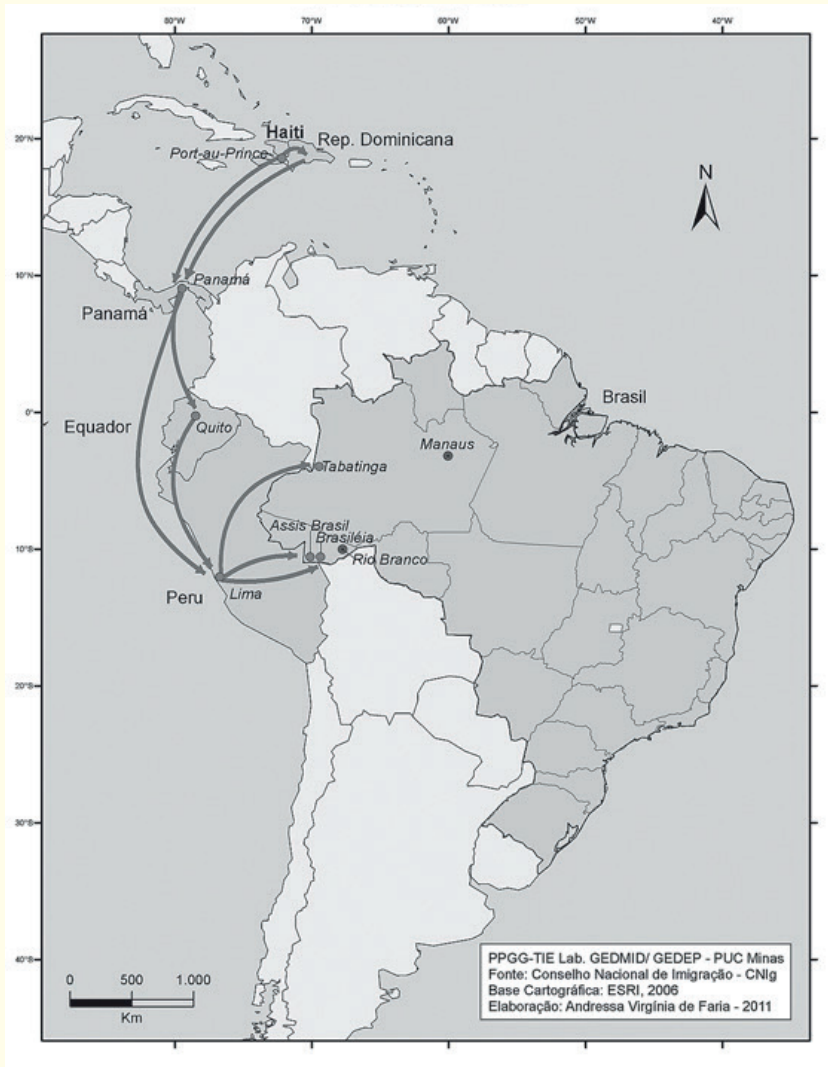 80°W 70°W 60°W 50°W 40°W
20°N
Haiti
Rep. Dominicana
Port-au-Prince
N
10°N
Panamá
Panamá
Brasil
0°
Equador
Quito
Manaus
Tabatinga
Assis Brasil
Brasiléia
10°S
Rio Branco
Peru
Lima
20°S
30°S
40°S
0 500 1.000
Km
PPGG-TIE Lab. GEDMID/ GEDEP - PUC Minas
Fonte: Conselho Nacional de Imigração - CNIg
Base Cartográfica: ESRI, 2006
Elaboração: Andressa Virgínia de Faria - 2011